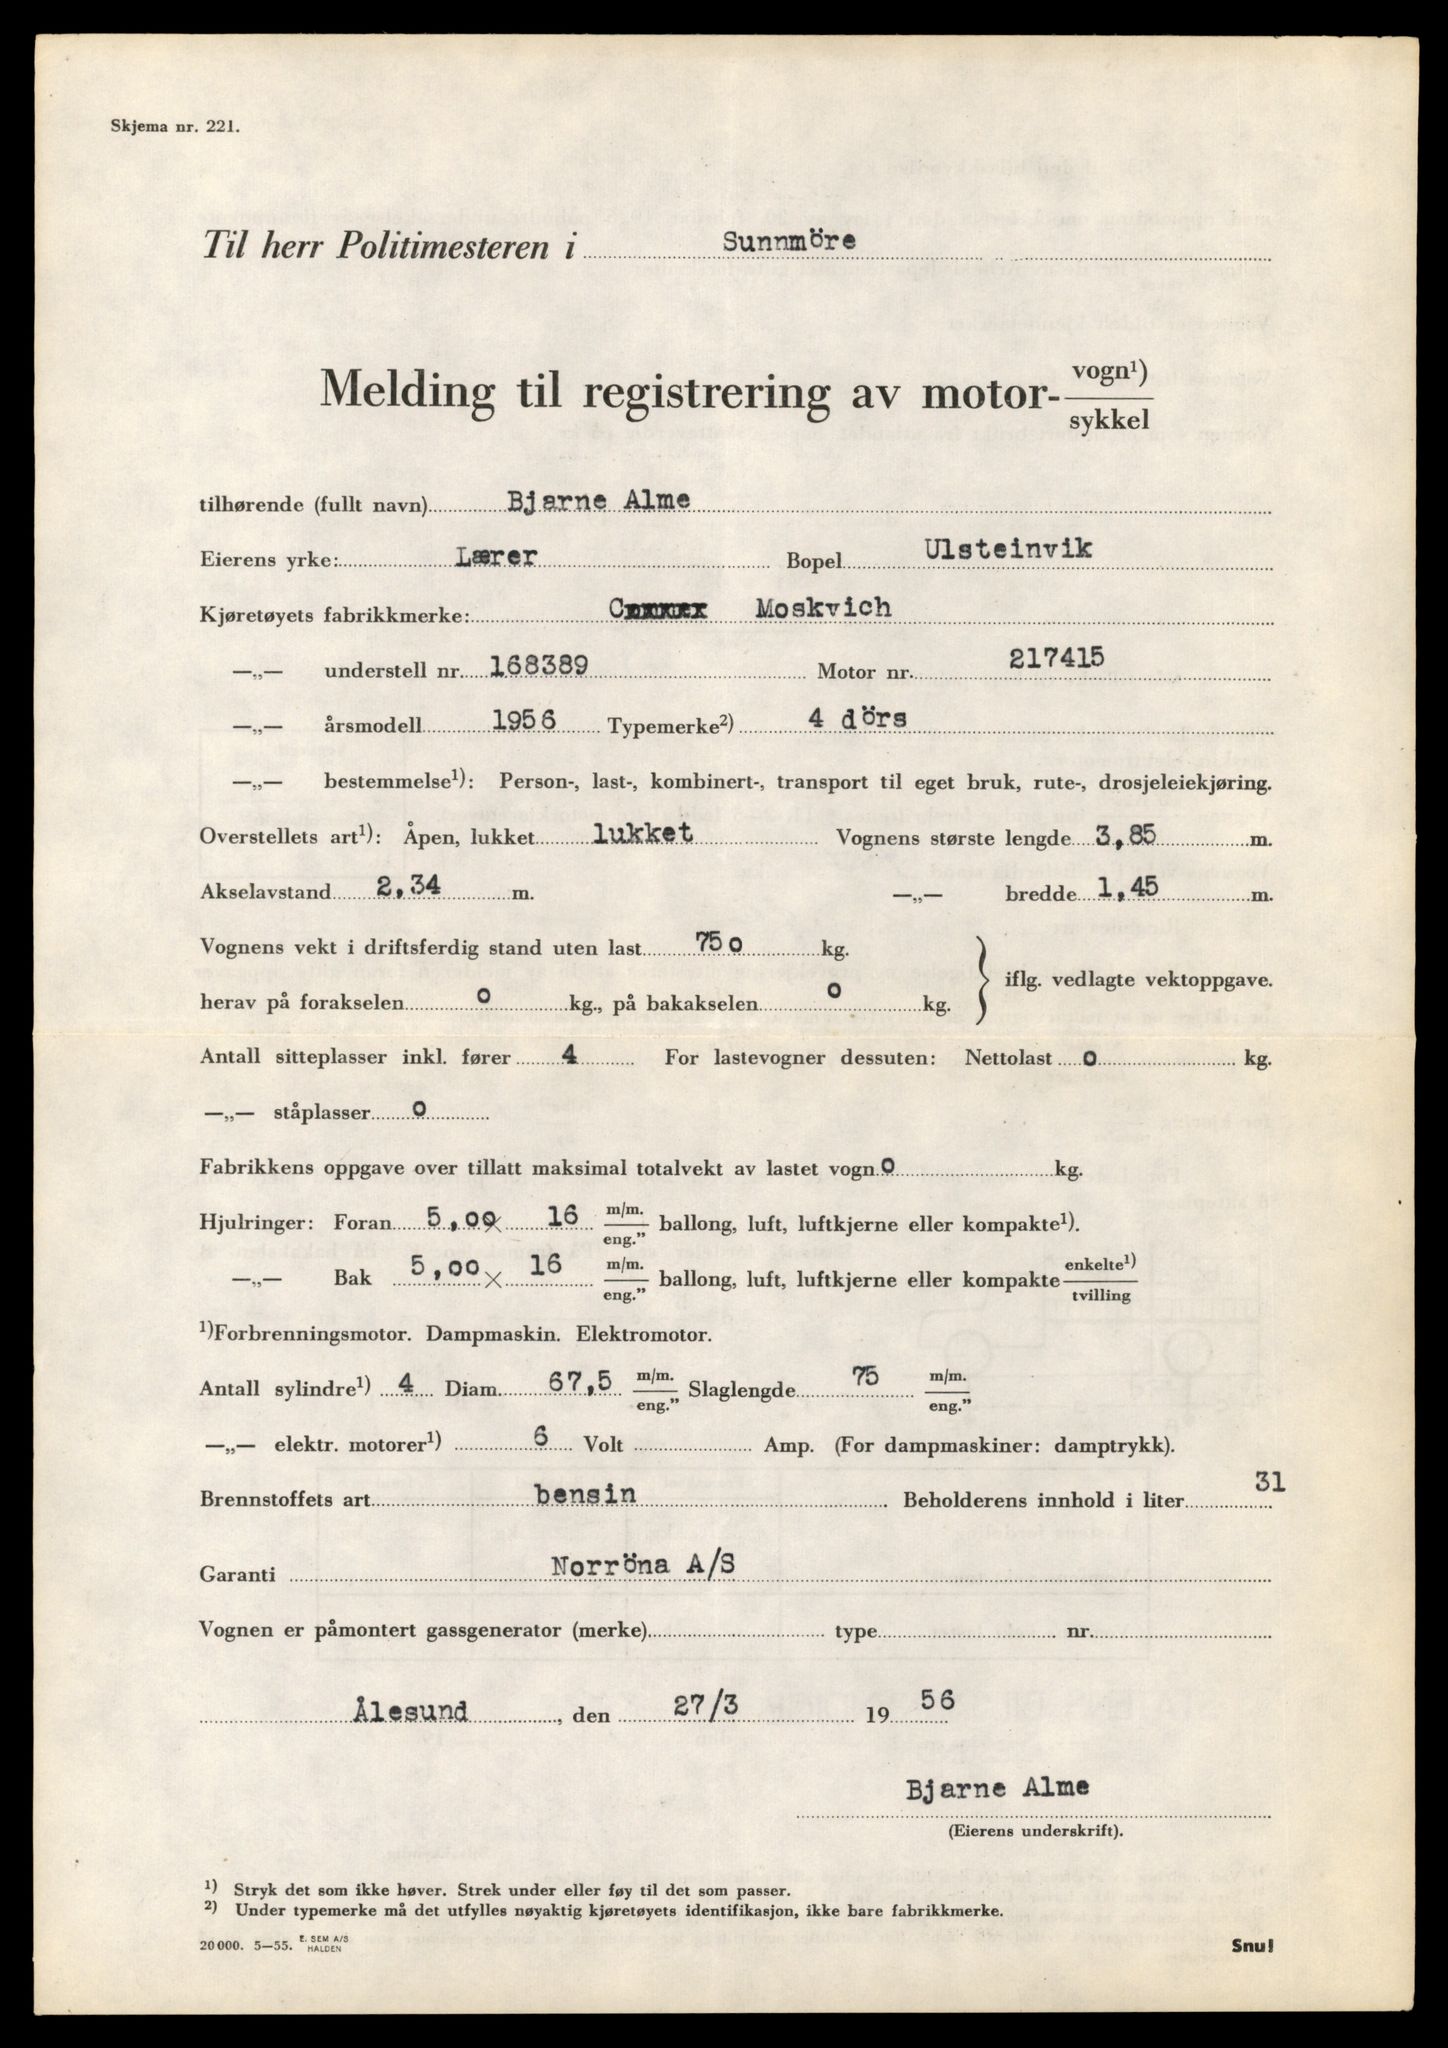 Skjema nr. 221.
Til herr Politimesteren i Sunnmöre
Melding til registrering av motor- vogn¹) / sykkel
tilhørende (fullt navn) Bjarne Alme
Eierens yrke: Lærer Bopel Ulsteinvik
Kjøretøyets fabrikkmerke: Moskvich
—„— understell nr. 168389 Motor nr. 217415
—„— årsmodell 1956 Typemerke²) 4 dörs
—„— bestemmelse¹): Person-, last-, kombinert-, transport til eget bruk, rute-, drosjeleiekjøring.
Overstellets art¹): Åpen, lukket lukket Vognens største lengde 3,85 m.
Akselavstand 2,34 m. —„— bredde 1,45 m.
Vognens vekt i driftsferdig stand uten last 750 kg.
herav på forakselen 0 kg., på bakakselen 0 kg. iflg. vedlagte vektoppgave.
Antall sitteplasser inkl. fører 4 For lastevogner dessuten: Nettolast 0 kg.
—„— ståplasser 0
Fabrikkens oppgave over tillatt maksimal totalvekt av lastet vogn 0 kg.
Hjulringer: Foran 5,00 × 16 m/m. / eng.” ballong, luft, luftkjerne eller kompakte¹).
—„— Bak 5,00 × 16 m/m. / eng.” ballong, luft, luftkjerne eller kompakte enkelte¹) / tvilling
¹)Forbrenningsmotor. Dampmaskin. Elektromotor.
Antall sylindre¹) 4 Diam. 67,5 m/m. / eng.” Slaglengde 75 m/m. / eng.”
—„— elektr. motorer¹) 6 Volt Amp. (For dampmaskiner: damptrykk).
Brennstoffets art bensin Beholderens innhold i liter 31
Garanti Norröna A/S
Vognen er påmontert gassgenerator (merke) type nr.
Ålesund, den 27/3 19 56
Bjarne Alme
(Eierens underskrift).
¹) Stryk det som ikke høver. Strek under eller føy til det som passer.
²) Under typemerke må det utfylles nøyaktig kjøretøyets identifikasjon, ikke bare fabrikkmerke.
20 000. 5—55. E. SEM A/S HALDEN Snu!